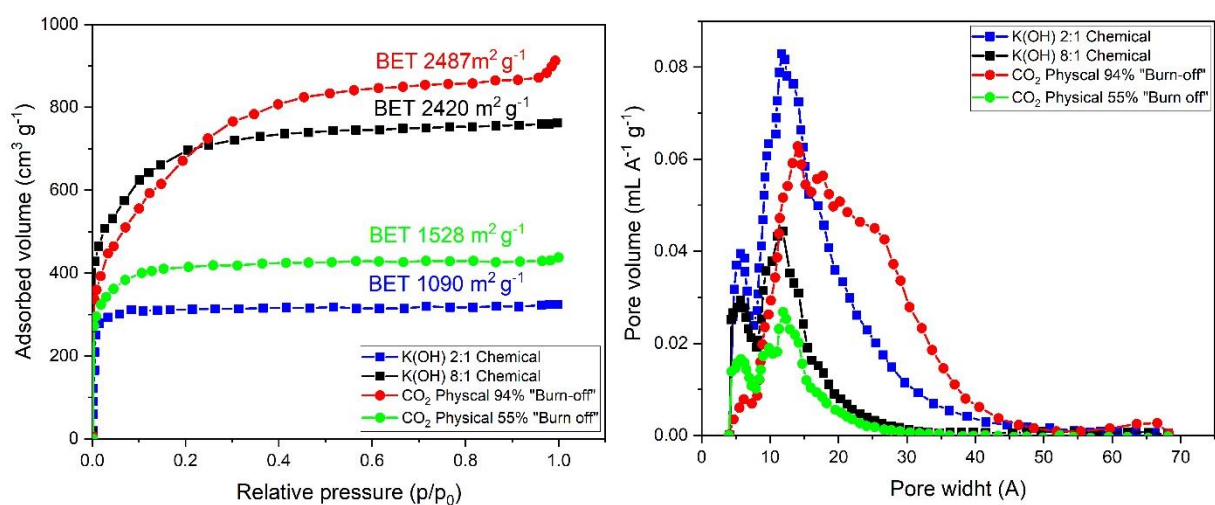 1000
900
800
600
400
200
0
0.0 0.2 0.4 0.6 0.8 1.0
Adsorbed volume (cm³ g⁻¹)
Relative pressure (p/p₀)
BET 2487m² g⁻¹
BET 2420 m² g⁻¹
BET 1528 m² g⁻¹
BET 1090 m² g⁻¹
K(OH) 2:1 Chemical
K(OH) 8:1 Chemical
CO₂ Physcal 94% "Burn-off"
CO₂ Physical 55% "Burn off"
0.08
0.06
0.04
0.02
0.00
0 10 20 30 40 50 60 70
Pore volume (mL A⁻¹ g⁻¹)
Pore widht (A)
K(OH) 2:1 Chemical
K(OH) 8:1 Chemical
CO₂ Physcal 94% "Burn-off"
CO₂ Physical 55% "Burn off"